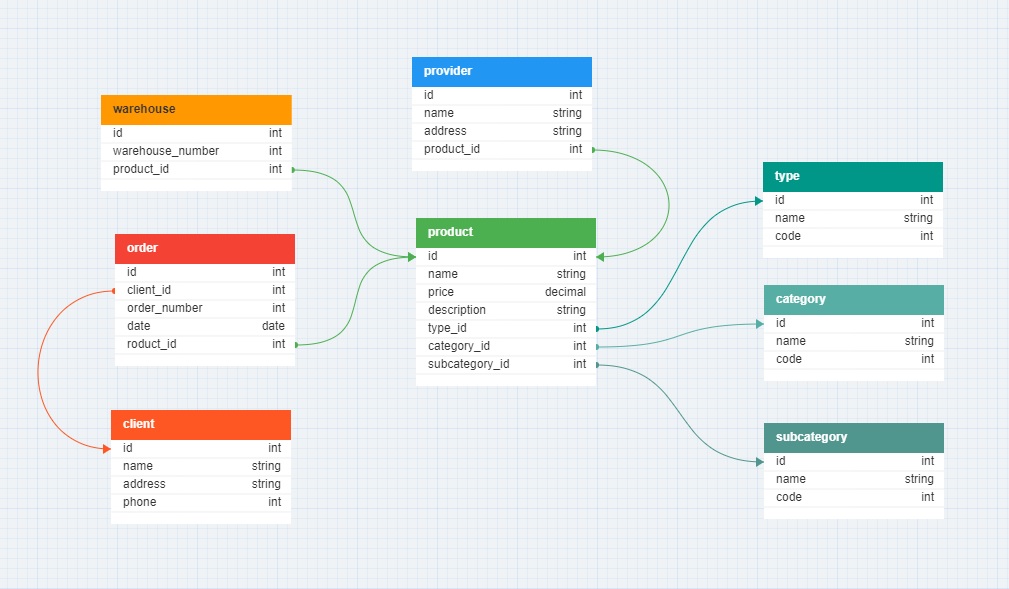 provider
id int
name string
address string
product_id int
warehouse
id int
warehouse_number int
product_id int
type
id int
name string
code int
product
id int
name string
price decimal
description string
type_id int
category_id int
subcategory_id int
order
id int
client_id int
order_number int
date date
roduct_id int
category
id int
name string
code int
client
id int
name string
address string
phone int
subcategory
id int
name string
code int